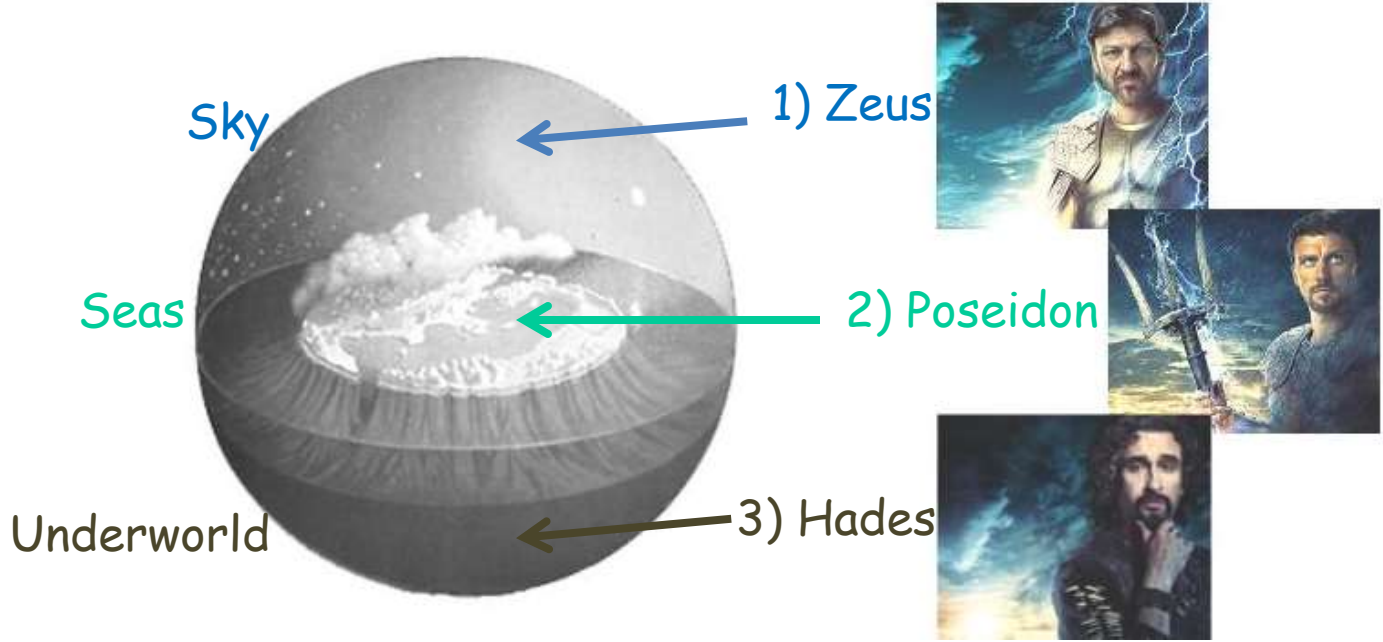 Sky
1) Zeus
Seas
2) Poseidon
Underworld
3) Hades